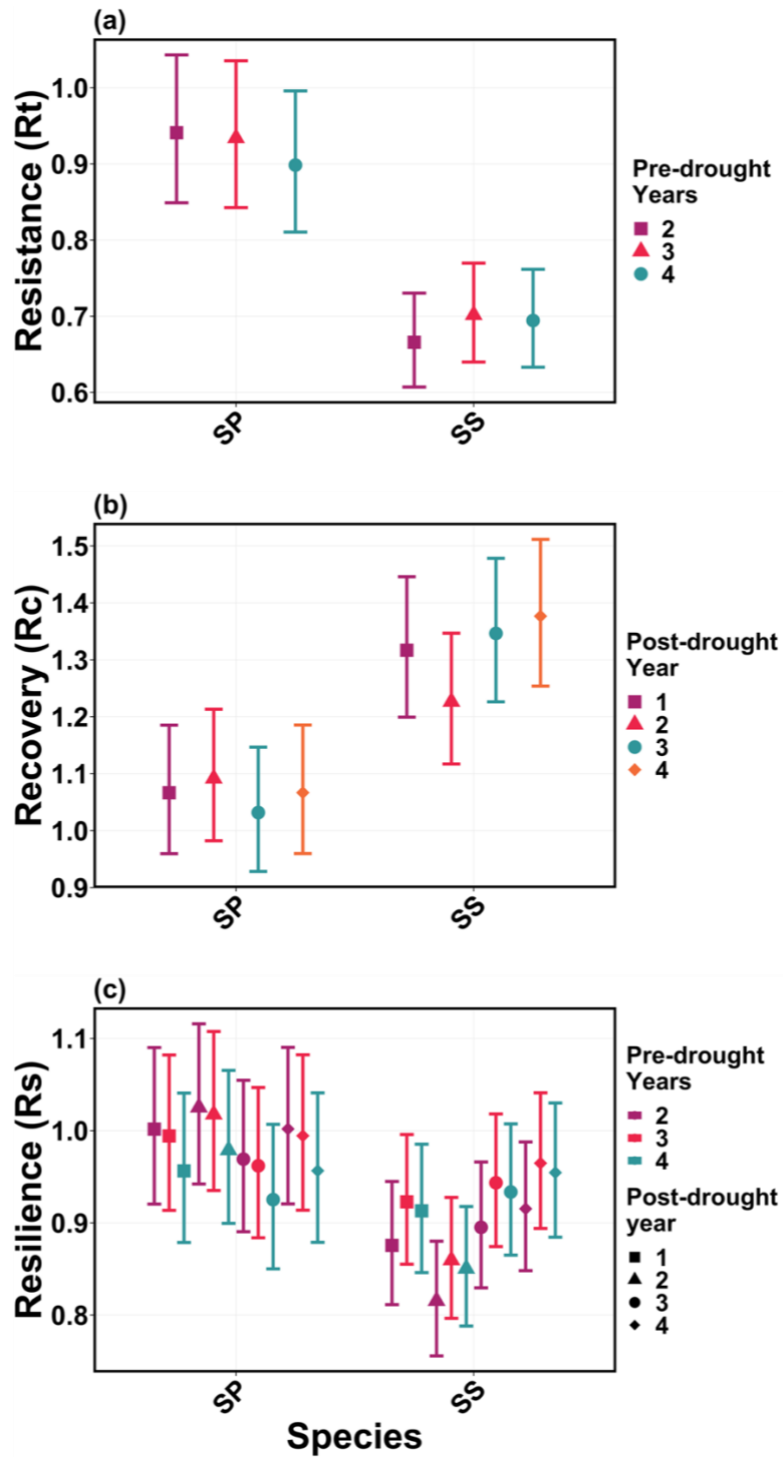 (a)
Resistance (Rt)
1.0
0.9
0.8
0.7
0.6
SP
SS
Pre-drought
Years
2
3
4
(b)
Recovery (Rc)
1.5
1.4
1.3
1.2
1.1
1.0
0.9
SP
SS
Post-drought
Year
1
2
3
4
(c)
Resilience (Rs)
1.1
1.0
0.9
0.8
SP
SS
Species
Pre-drought
Years
2
3
4
Post-drought
year
1
2
3
4